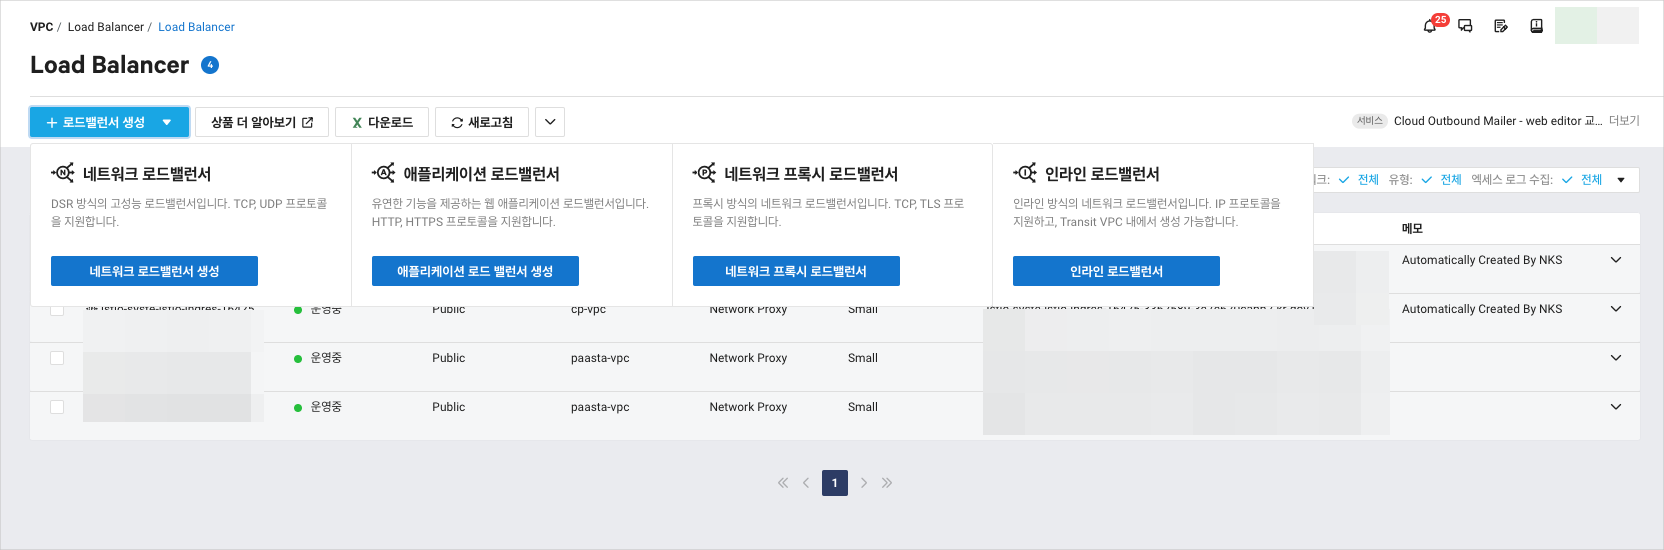 VPC / Load Balancer / Load Balancer
25
Load Balancer 4
+ 로드밸런서 생성
상품 더 알아보기
다운로드
새로고침
서비스 Cloud Outbound Mailer - web editor 교... 더보기
네트워크 로드밸런서
DSR 방식의 고성능 로드밸런서입니다. TCP, UDP 프로토콜
을 지원합니다.
네트워크 로드밸런서 생성
애플리케이션 로드밸런서
유연한 기능을 제공하는 웹 애플리케이션 로드밸런서입니다.
HTTP, HTTPS 프로토콜을 지원합니다.
애플리케이션 로드 밸런서 생성
네트워크 프록시 로드밸런서
프록시 방식의 네트워크 로드밸런서입니다. TCP, TLS 프로
토콜을 지원합니다.
네트워크 프록시 로드밸런서
인라인 로드밸런서
인라인 방식의 네트워크 로드밸런서입니다. IP 프로토콜을
지원하고, Transit VPC 내에서 생성 가능합니다.
인라인 로드밸런서
전체 유형: 전체 엑세스 로그 수집: 전체
메모
Automatically Created By NKS
운영중 Public cp-vpc Network Proxy Small Automatically Created By NKS
운영중 Public paasta-vpc Network Proxy Small
운영중 Public paasta-vpc Network Proxy Small
1